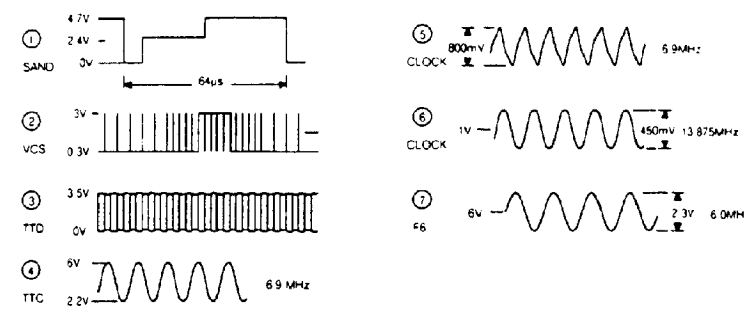 ① SAND
4.7V
2.4V
0V
64µs
② VCS
3V
0.3V
③ TTD
3.5V
0V
④ TTC
6V
2.2V
6.9 MHz
⑤ CLOCK
800mV
6.9MHz
⑥ CLOCK
1V
450mV 13.875MHz
⑦ F6
6V
2.3V 6.0MH